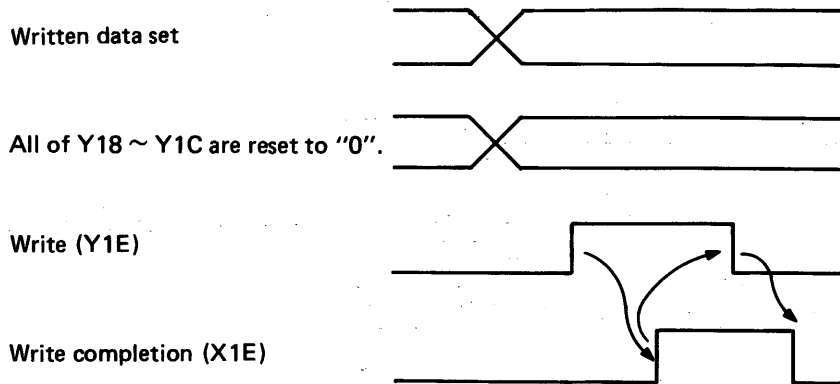 Written data set
All of Y18 ~ Y1C are reset to “0”.
Write (Y1E)
Write completion (X1E)